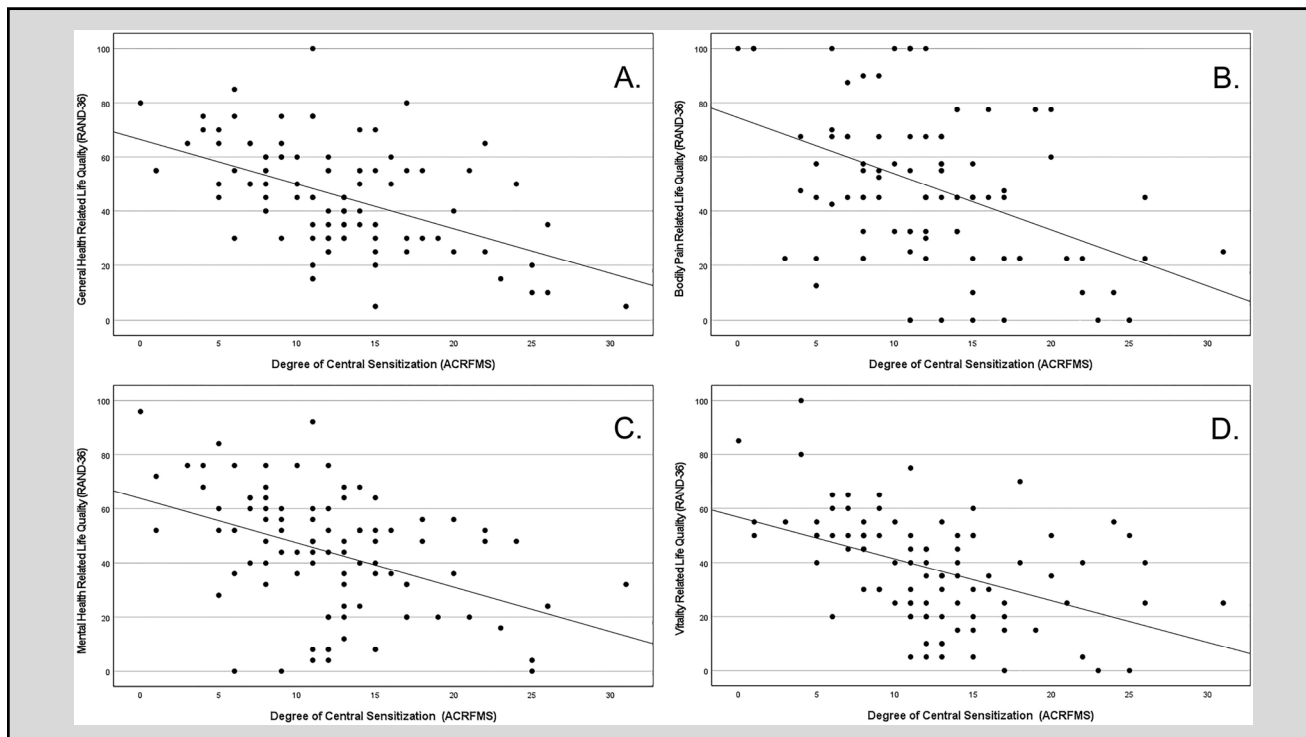 A.
General Health Related Life Quality (RAND-36)
100
80
60
40
20
0
0 5 10 15 20 25 30
Degree of Central Sensitization (ACRFMS)
B.
Bodily Pain Related Life Quality (RAND-36)
100
80
60
40
20
0
0 5 10 15 20 25 30
Degree of Central Sensitization (ACRFMS)
C.
Mental Health Related Life Quality (RAND-36)
100
80
60
40
20
0
0 5 10 15 20 25 30
Degree of Central Sensitization (ACRFMS)
D.
Vitality Related Life Quality (RAND-36)
100
80
60
40
20
0
0 5 10 15 20 25 30
Degree of Central Sensitization (ACRFMS)